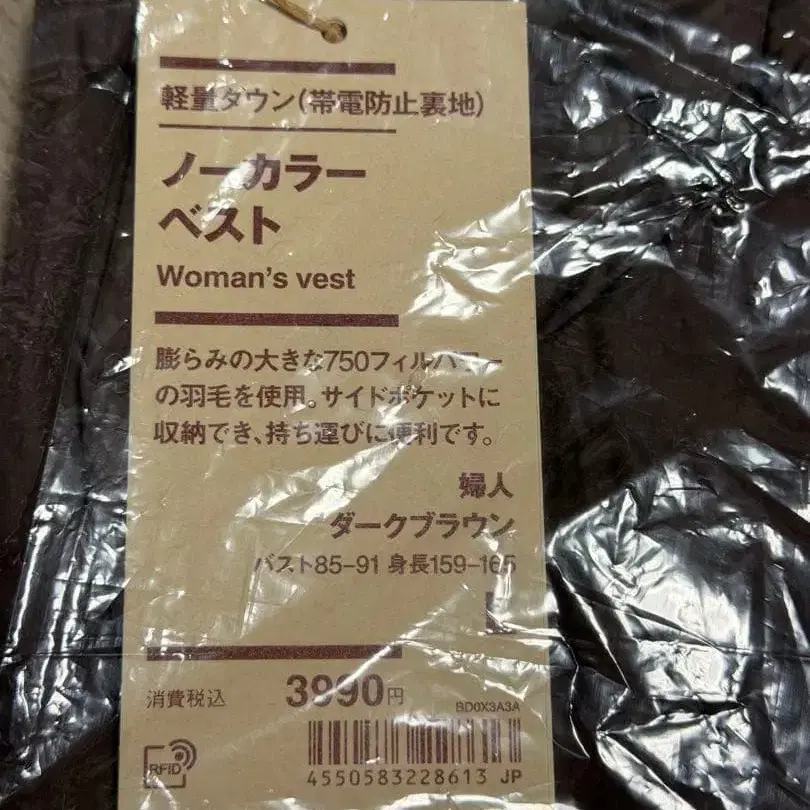 軽量ダウン(帯電防止裏地)
ノーカラー
ベスト
Woman's vest
膨らみの大きな750フィルパワー
の羽毛を使用。サイドポケットに
収納でき、持ち運びに便利です。
婦人
ダークブラウン
バスト85-91 身長159-165
L
消費税込 3990円
BD0X3A3A
RFID
4550583228613 JP